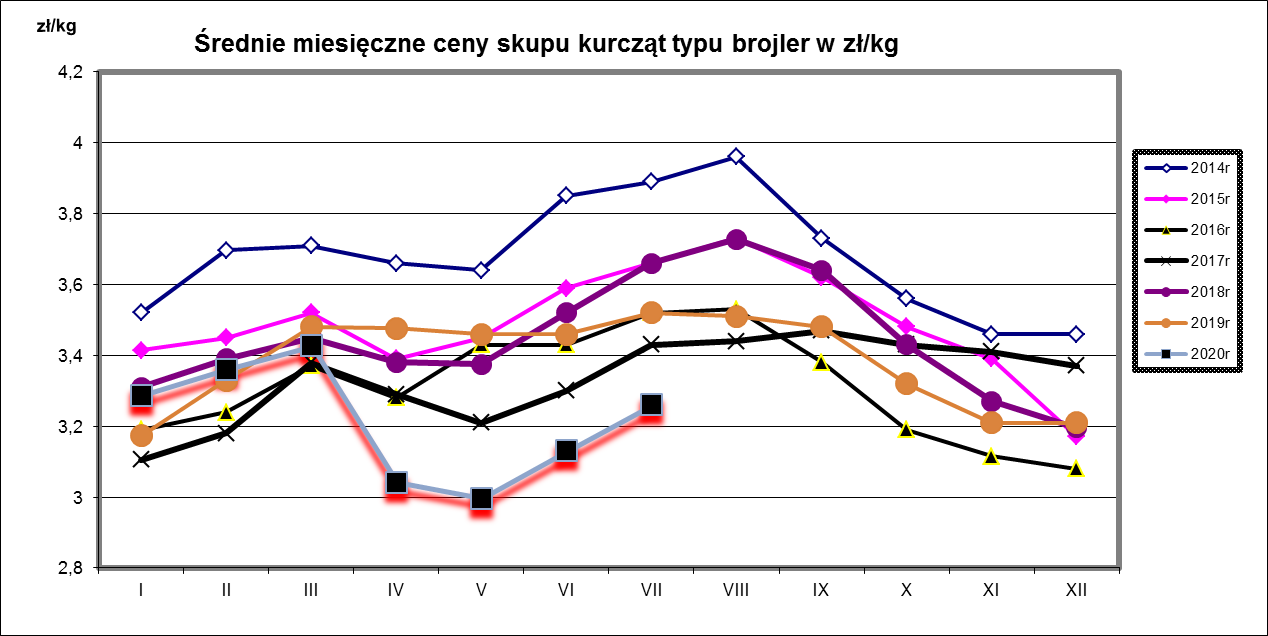 zł/kg
Średnie miesięczne ceny skupu kurcząt typu brojler w zł/kg
4,2
4
3,8
3,6
3,4
3,2
3
2,8
I II III IV V VI VII VIII IX X XI XII
2014r
2015r
2016r
2017r
2018r
2019r
2020r